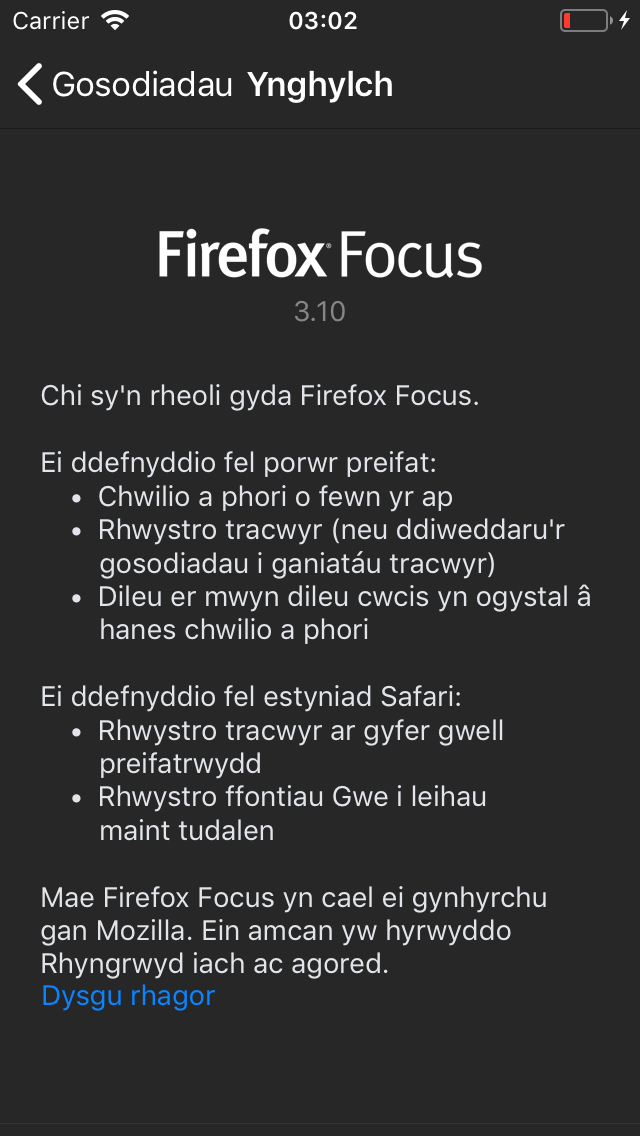 Carrier 03:02
Gosodiadau Ynghylch
Firefox Focus
3.10
Chi sy'n rheoli gyda Firefox Focus.
Ei ddefnyddio fel porwr preifat:
• Chwilio a phori o fewn yr ap
• Rhwystro tracwyr (neu ddiweddaru'r
gosodiadau i ganiatáu tracwyr)
• Dileu er mwyn dileu cwcis yn ogystal â
hanes chwilio a phori
Ei ddefnyddio fel estyniad Safari:
• Rhwystro tracwyr ar gyfer gwell
preifatrwydd
• Rhwystro ffontiau Gwe i leihau
maint tudalen
Mae Firefox Focus yn cael ei gynhyrchu
gan Mozilla. Ein amcan yw hyrwyddo
Rhyngrwyd iach ac agored.
Dysgu rhagor